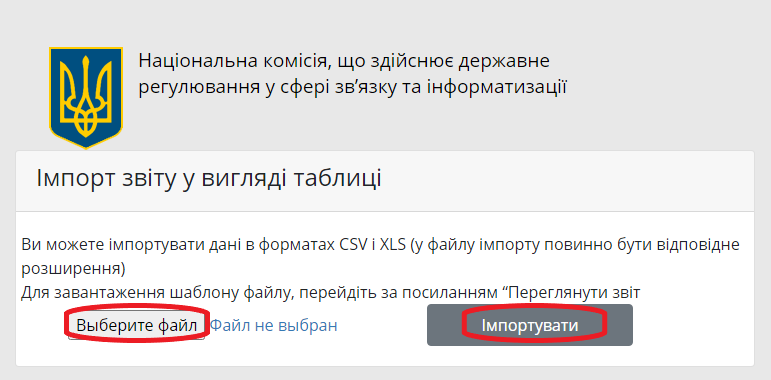 Національна комісія, що здійснює державне
регулювання у сфері зв’язку та інформатизації
Імпорт звіту у вигляді таблиці
Ви можете імпортувати дані в форматах CSV і XLS (у файлу імпорту повинно бути відповідне
розширення)
Для завантаження шаблону файлу, перейдіть за посиланням “Переглянути звіт
Выберите файл Файл не выбран Імпортувати